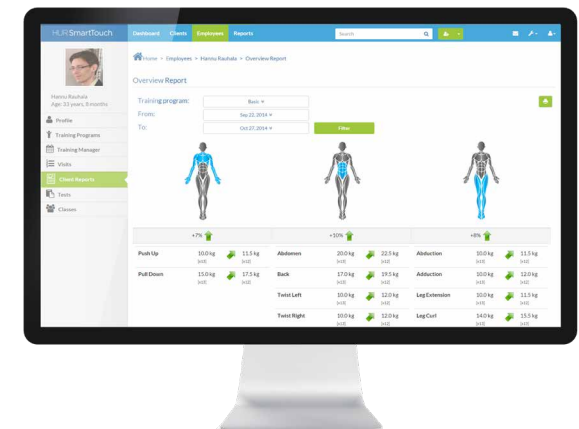 HUR SmartTouch
Dashboard Clients Employees Reports Search
Home > Employees > Hannu Rauhala > Overview Report
Overview Report
Hannu Rauhala
Age: 33 years, 9 months
Training program: Basic
From: Sep 22, 2014
To: Oct 27, 2014 Filter
Profile
Training Programs
Training Manager
Visits
Client Reports
Tests
Classes
+7% +10% +8%
Push Up 10.0 kg 11.5 kg Abdomen 20.0 kg 22.5 kg Abduction 10.0 kg 11.5 kg
Pull Down 15.0 kg 17.5 kg Back 17.0 kg 19.5 kg Adduction 10.0 kg 12.0 kg
Twist Left 10.0 kg 12.0 kg Leg Extension 10.0 kg 11.5 kg
Twist Right 10.0 kg 12.0 kg Leg Curl 14.0 kg 15.5 kg